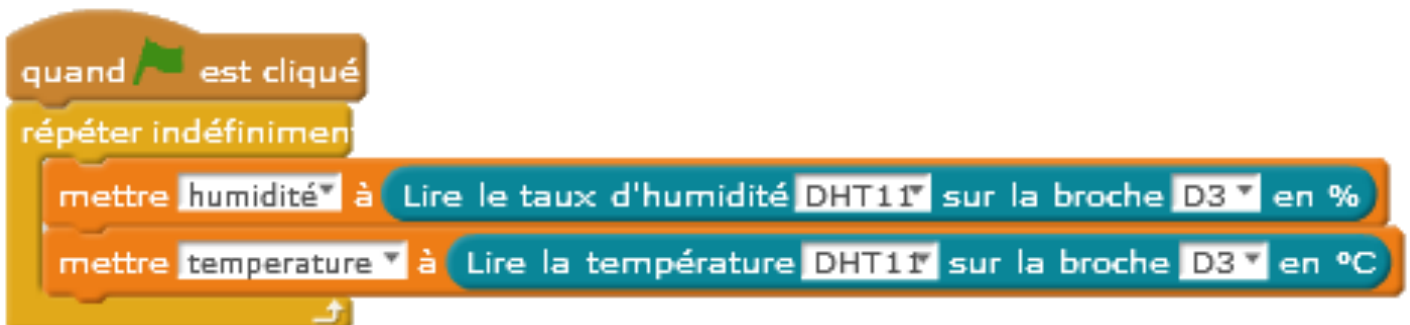 quand est cliqué
répéter indéfinimen
mettre humidité à Lire le taux d'humidité DHT11 sur la broche D3 en %
mettre temperature à Lire la température DHT11 sur la broche D3 en °C